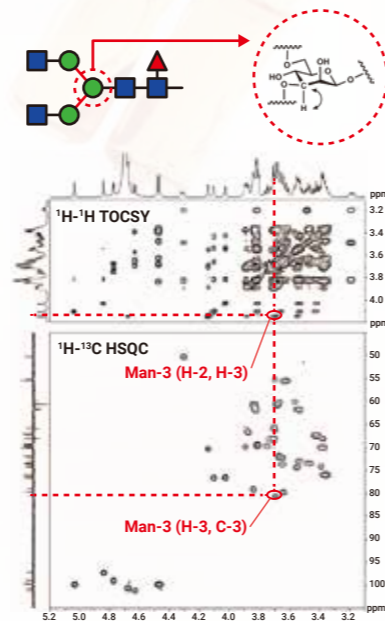 O
O
HO
OH
O
O
O
H
ppm
¹H-¹H TOCSY
3.2
3.4
3.6
3.8
4.0
ppm
Man-3 (H-2, H-3)
¹H-¹³C HSQC
50
55
60
65
70
75
80
85
90
95
100
ppm
Man-3 (H-3, C-3)
5.2 5.0 4.8 4.6 4.4 4.2 4.0 3.8 3.6 3.4 3.2
ppm